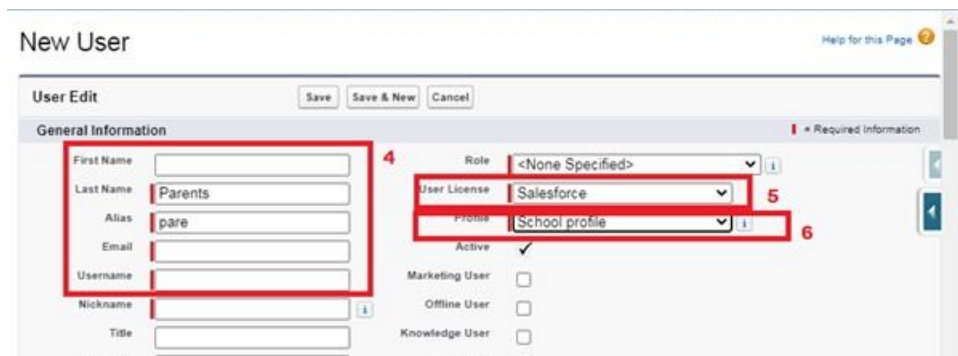 New User
Help for this Page ?
User Edit Save Save & New Cancel
General Information = Required Information
First Name 4 Role <None Specified> i
Last Name Parents User License Salesforce 5
Alias pare Profile School profile i 6
Email Active
Username Marketing User
Nickname i Offline User
Title Knowledge User